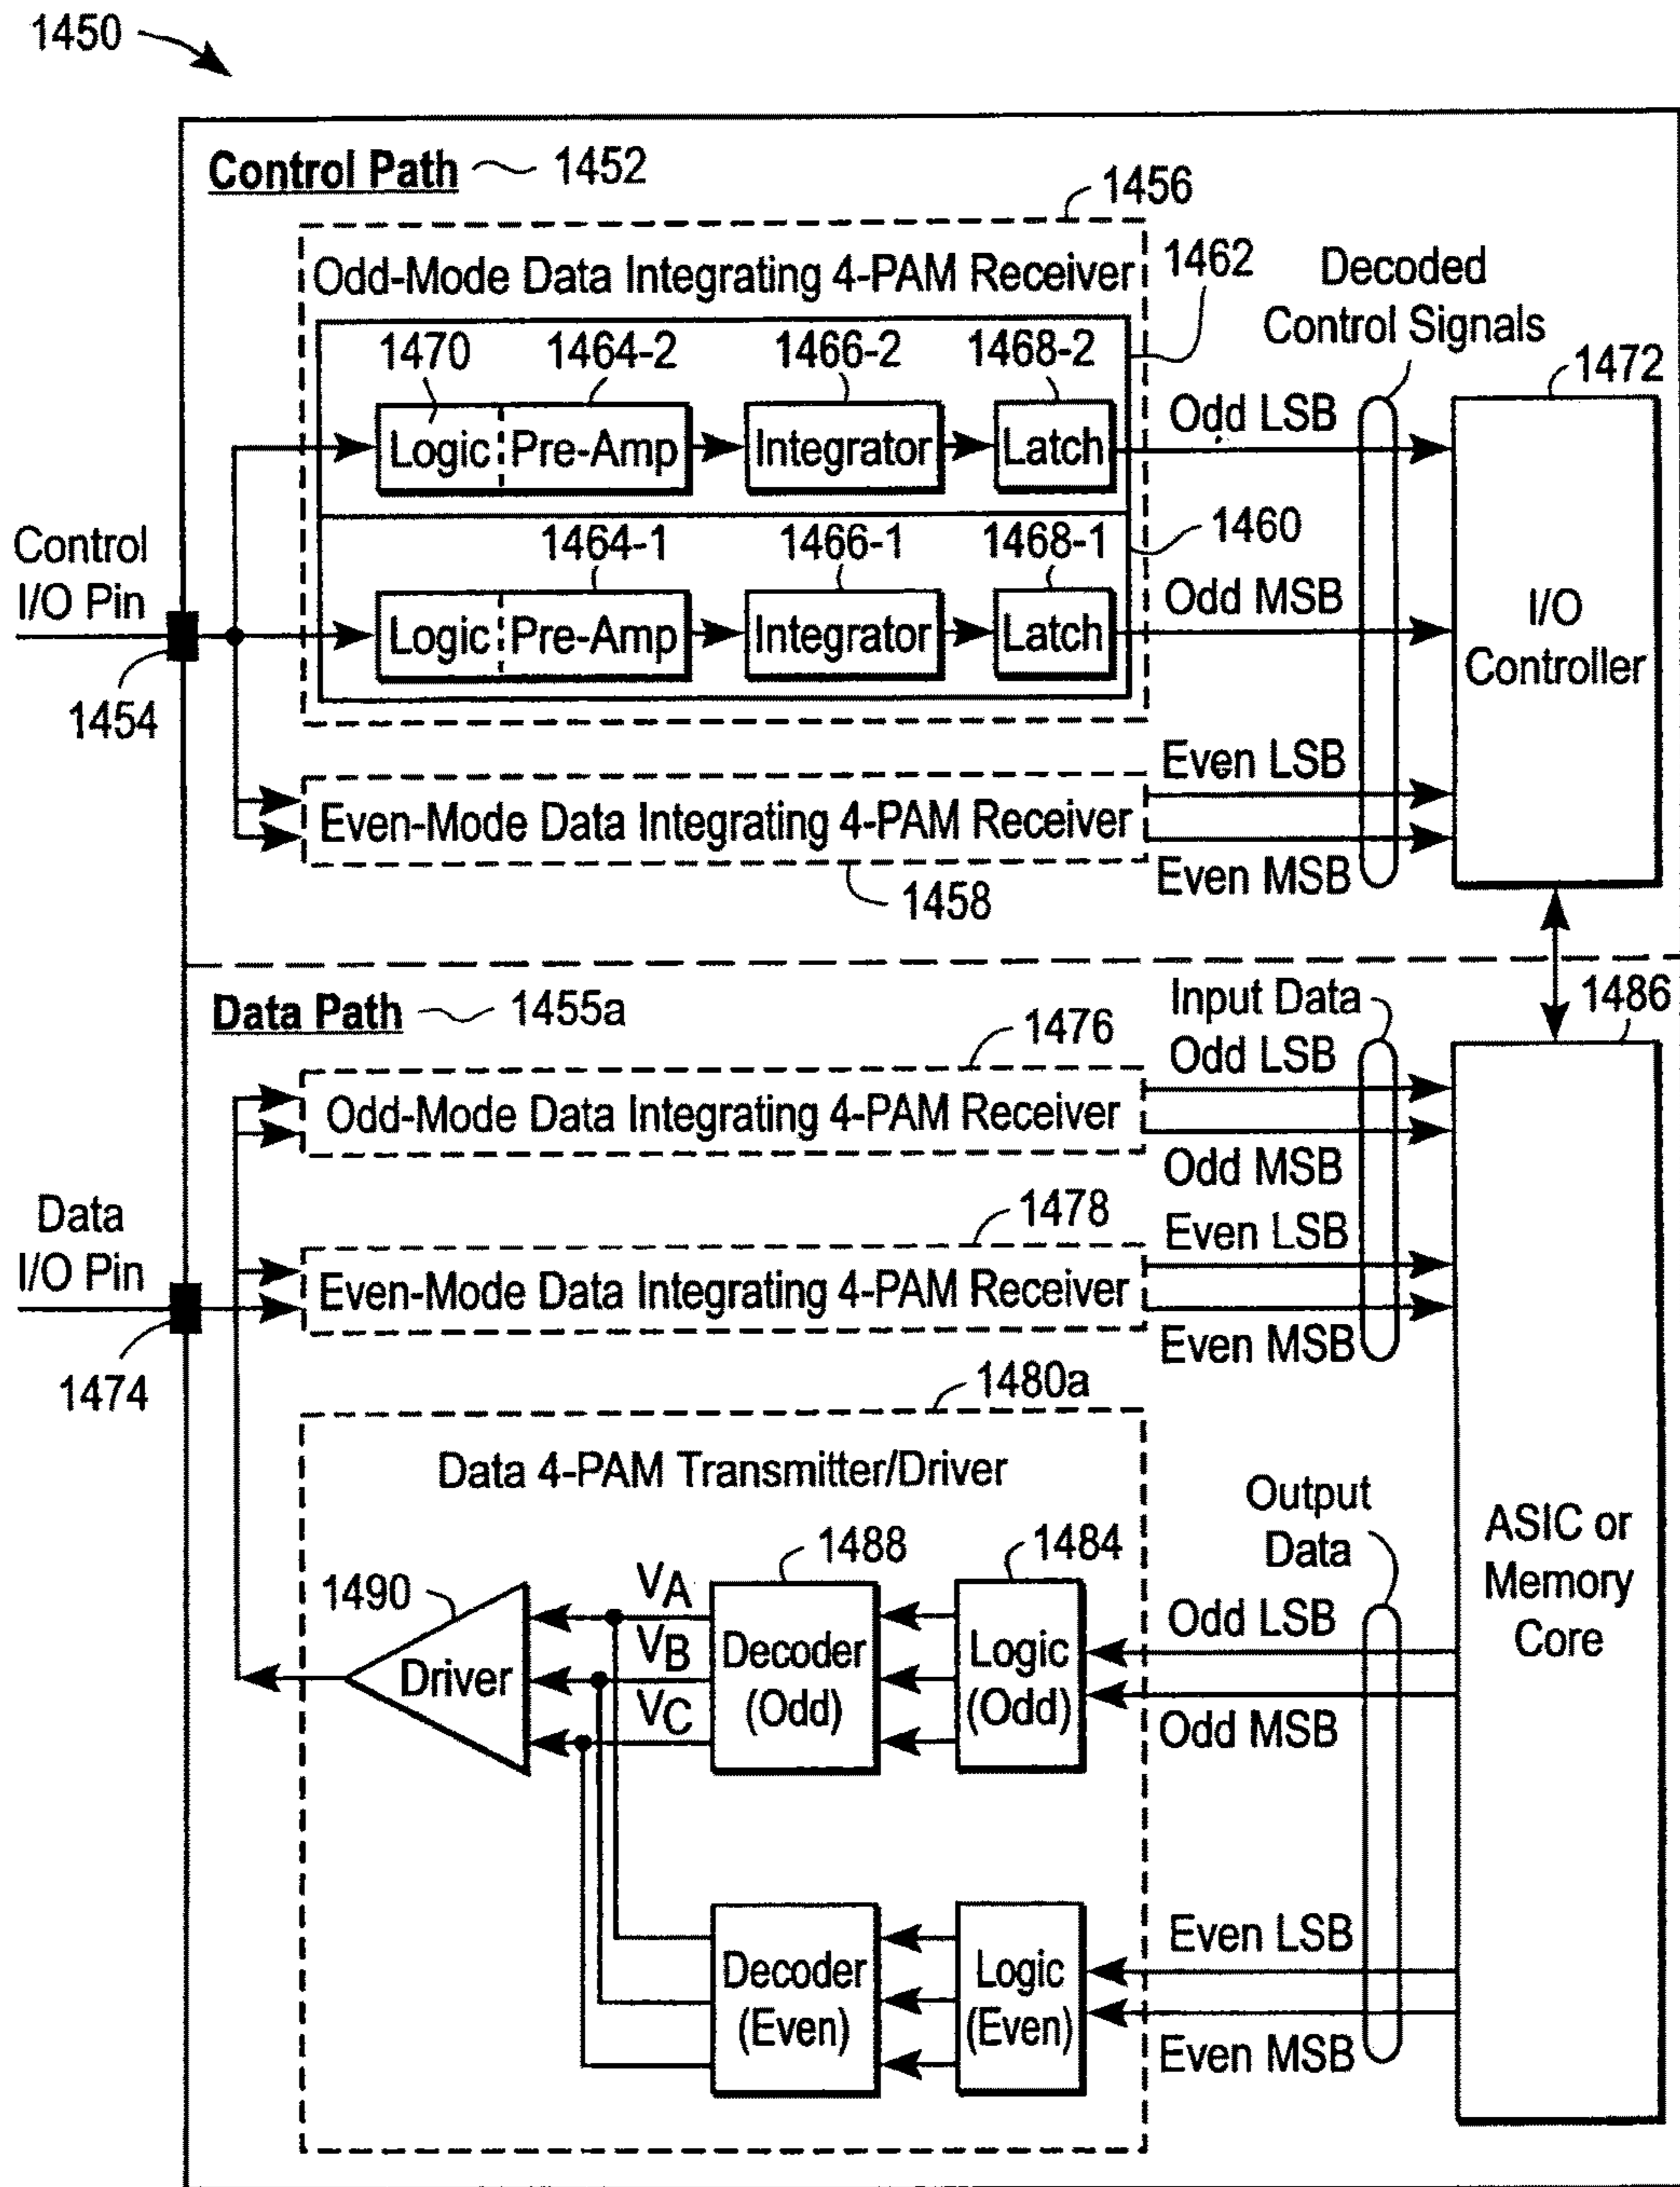 1450
Control Path 1452
1456
Odd-Mode Data Integrating 4-PAM Receiver
1462
Decoded
Control Signals
1470
1464-2
1466-2
1468-2
1472
Logic
Pre-Amp
Integrator
Latch
Odd LSB
Control
I/O Pin
1454
1464-1
1466-1
1468-1
1460
Logic
Pre-Amp
Integrator
Latch
Odd MSB
I/O
Controller
Even LSB
Even-Mode Data Integrating 4-PAM Receiver
Even MSB
1458
Data Path 1455a
1476
Input Data
1486
Odd LSB
Odd-Mode Data Integrating 4-PAM Receiver
Odd MSB
Data
I/O Pin
1474
1478
Even LSB
Even-Mode Data Integrating 4-PAM Receiver
Even MSB
1480a
Data 4-PAM Transmitter/Driver
Output
Data
ASIC or
Memory
Core
1490
VA
VB
VC
1488
1484
Driver
Decoder
(Odd)
Logic
(Odd)
Odd LSB
Odd MSB
Decoder
(Even)
Logic
(Even)
Even LSB
Even MSB